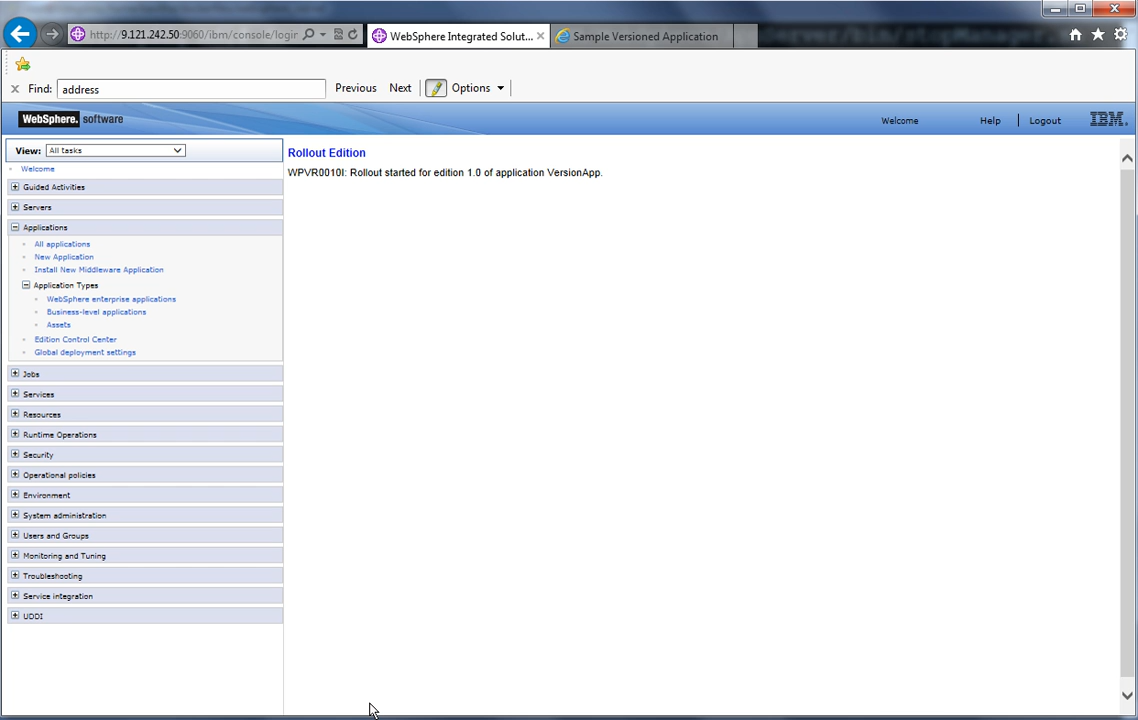 http://9.121.242.50:9060/ibm/console/logir
WebSphere Integrated Solut...
Sample Versioned Application
Find: address
Previous Next Options
WebSphere. software
Welcome Help Logout IBM.
View: All tasks
Welcome
Guided Activities
Servers
Applications
All applications
New Application
Install New Middleware Application
Application Types
WebSphere enterprise applications
Business-level applications
Assets
Edition Control Center
Global deployment settings
Jobs
Services
Resources
Runtime Operations
Security
Operational policies
Environment
System administration
Users and Groups
Monitoring and Tuning
Troubleshooting
Service integration
UDDI
Rollout Edition
WPVR0010I: Rollout started for edition 1.0 of application VersionApp.